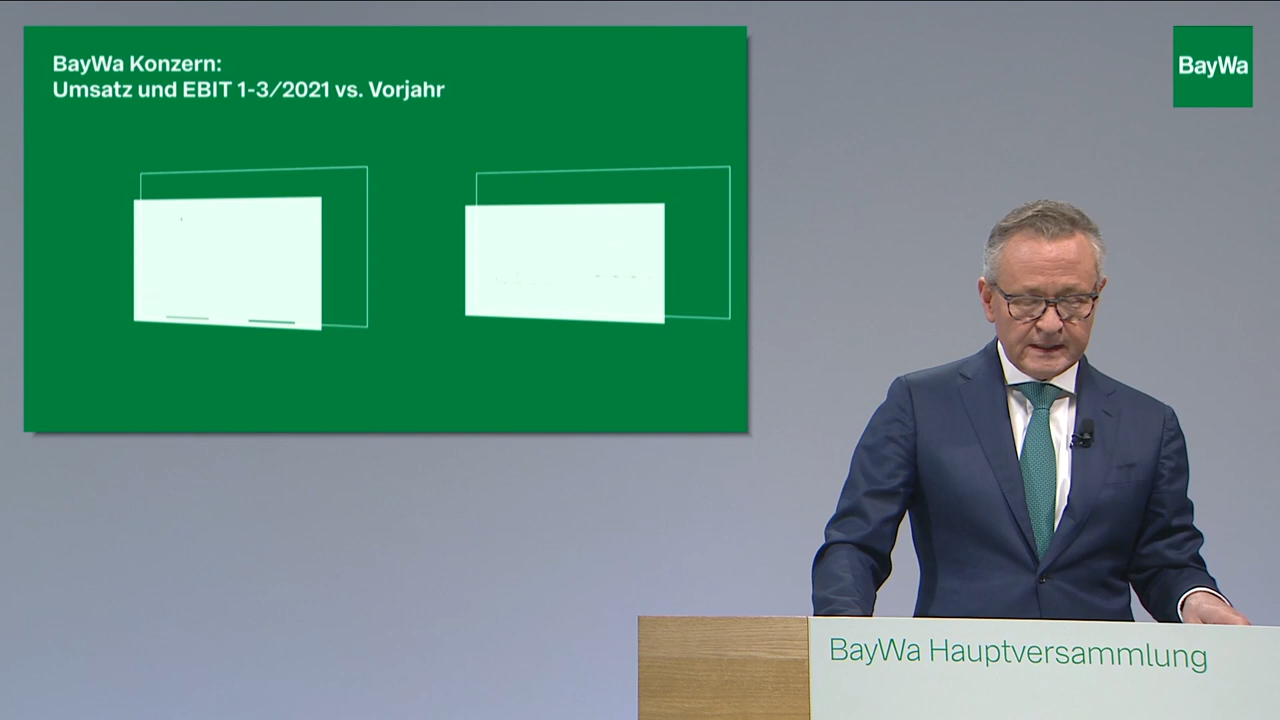 BayWa Konzern:
Umsatz und EBIT 1-3/2021 vs. Vorjahr
BayWa
BayWa Hauptversammlung